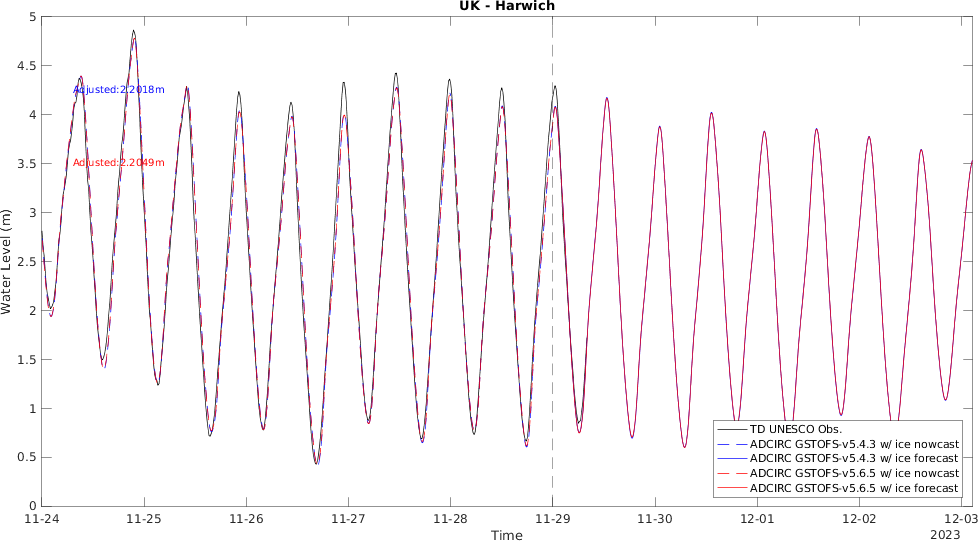 UK - Harwich
5
4.5
4
3.5
3
2.5
2
1.5
1
0.5
0
Water Level (m)
Adjusted:2.2018m
Adjusted:2.2049m
TD UNESCO Obs.
ADCIRC GSTOFS-v5.4.3 w/ ice nowcast
ADCIRC GSTOFS-v5.4.3 w/ ice forecast
ADCIRC GSTOFS-v5.6.5 w/ ice nowcast
ADCIRC GSTOFS-v5.6.5 w/ ice forecast
11-24 11-25 11-26 11-27 11-28 11-29 11-30 12-01 12-02 12-03
Time
2023